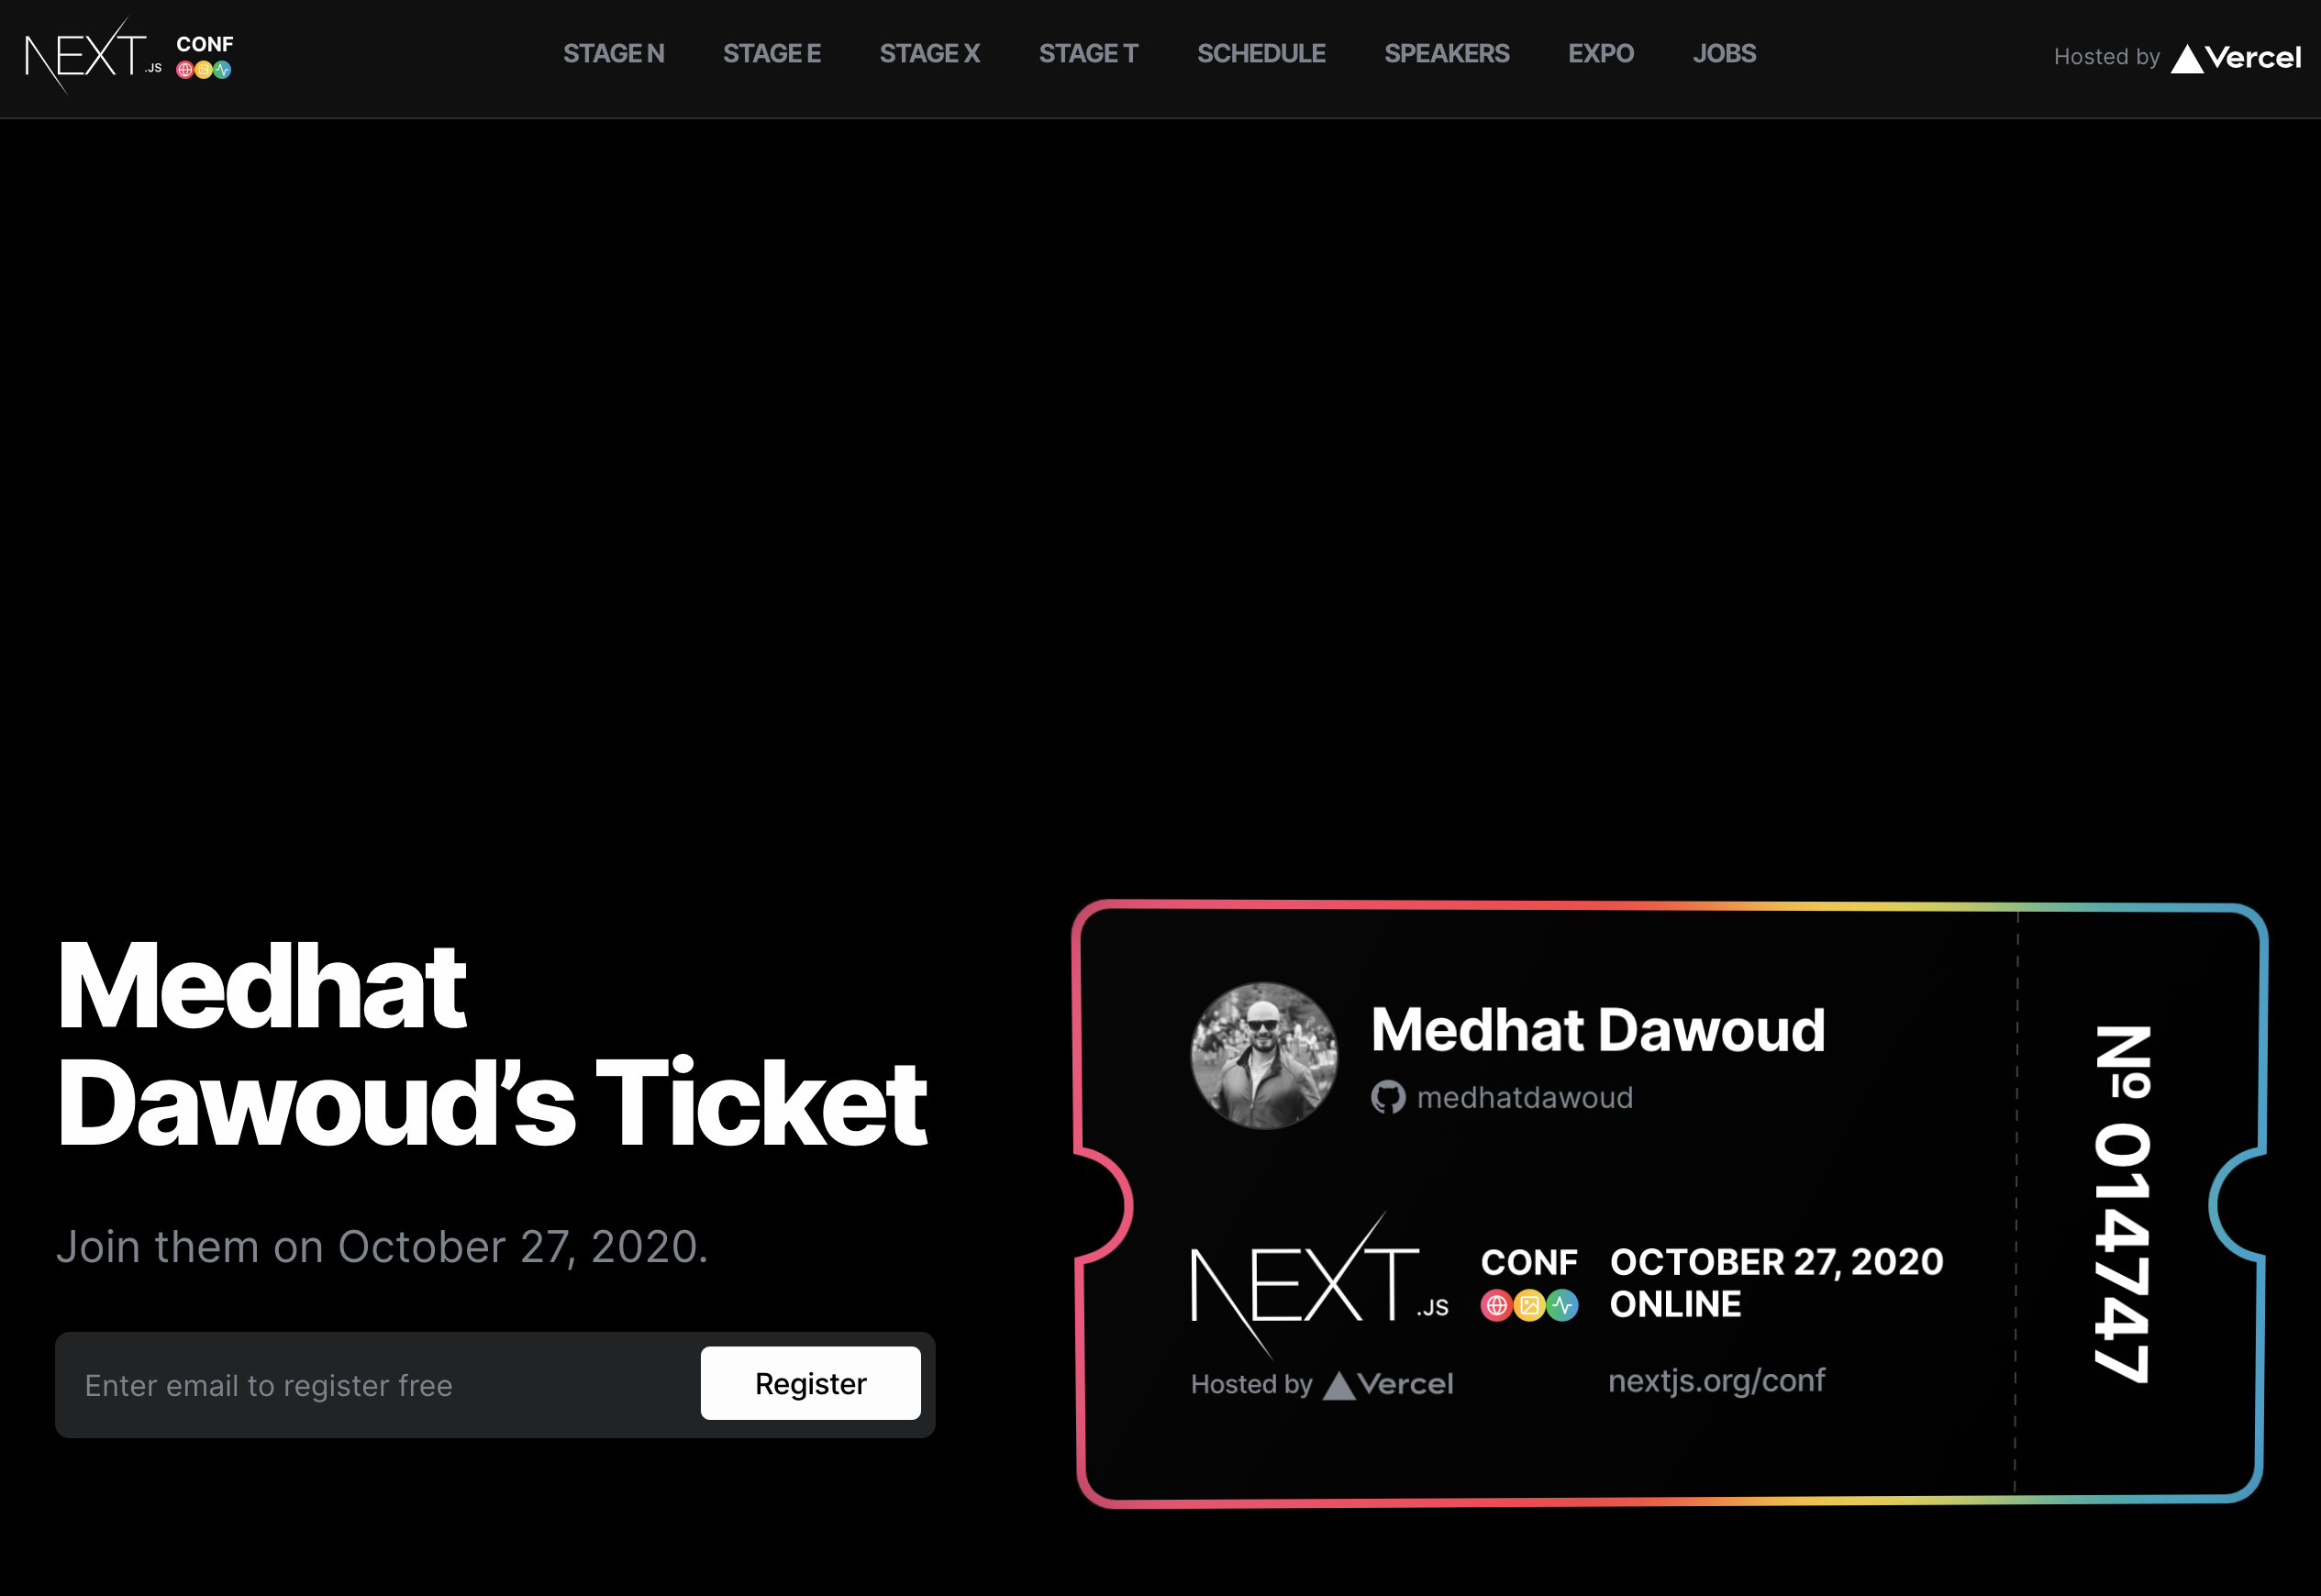 NEXT.JS CONF
STAGE N
STAGE E
STAGE X
STAGE T
SCHEDULE
SPEAKERS
EXPO
JOBS
Hosted by Vercel
Medhat
Dawoud’s Ticket
Join them on October 27, 2020.
Enter email to register free
Register
Medhat Dawoud
medhatdawoud
NEXT.JS
CONF
OCTOBER 27, 2020
ONLINE
Hosted by Vercel
nextjs.org/conf
№ 014747